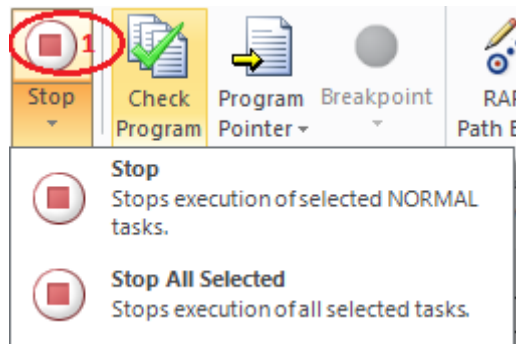 1
Stop Check Program Breakpoint RAP
Program Pointer Path E
Stop
Stops execution of selected NORMAL
tasks.
Stop All Selected
Stops execution of all selected tasks.